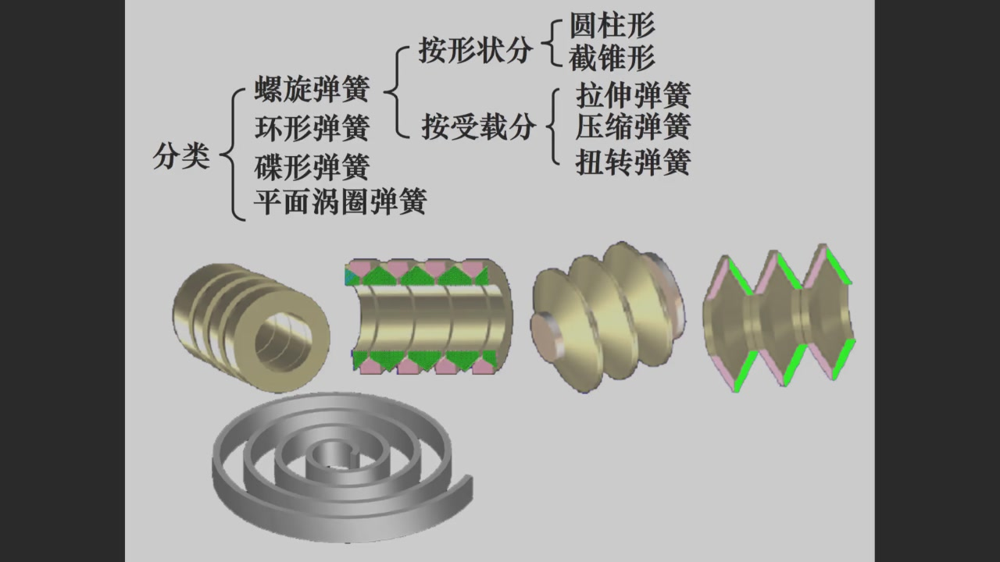 分类
螺旋弹簧
环形弹簧
碟形弹簧
平面涡圈弹簧
按形状分
圆柱形
截锥形
按受载分
拉伸弹簧
压缩弹簧
扭转弹簧